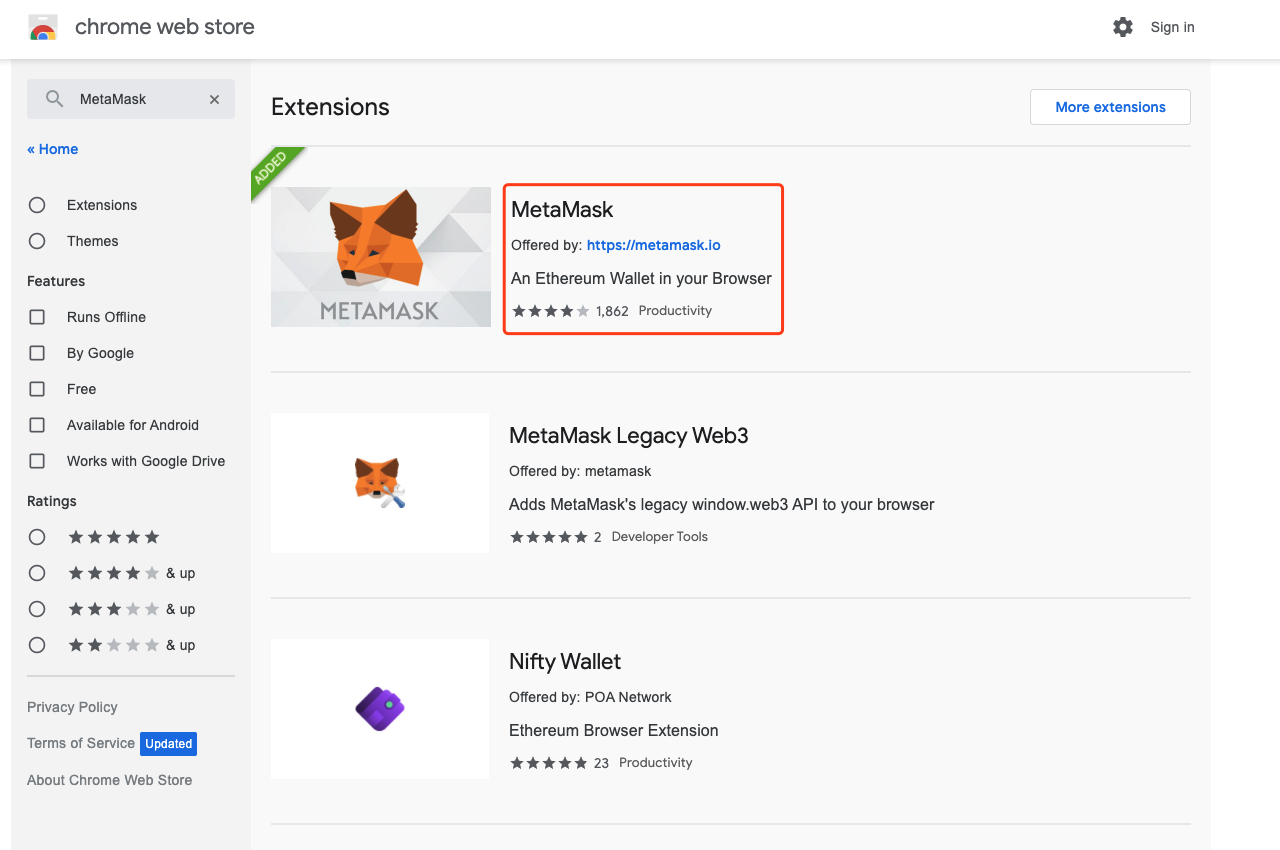 chrome web store
Sign in
MetaMask
« Home
Extensions
Themes
Features
Runs Offline
By Google
Free
Available for Android
Works with Google Drive
Ratings
& up
& up
& up
Privacy Policy
Terms of Service Updated
About Chrome Web Store
Extensions
More extensions
ADDED
METAMASK
MetaMask
Offered by: https://metamask.io
An Ethereum Wallet in your Browser
1,862 Productivity
MetaMask Legacy Web3
Offered by: metamask
Adds MetaMask's legacy window.web3 API to your browser
2 Developer Tools
Nifty Wallet
Offered by: POA Network
Ethereum Browser Extension
23 Productivity